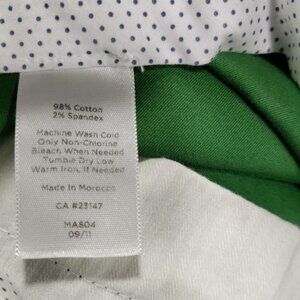 98% Cotton
2% Spandex
Machine Wash Cold
Only Non-Chlorine
Bleach When Needed
Tumble Dry Low
Warm Iron, If Needed
Made in Morocco
CA #23147
MA804
09/11